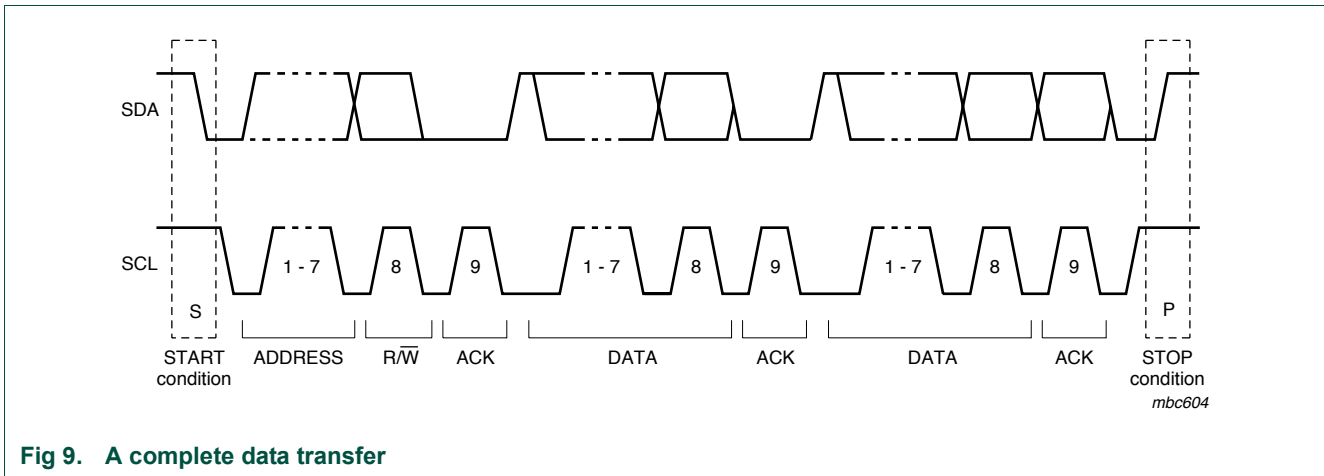 SDA
SCL
1 - 7 8 9 1 - 7 8 9 1 - 7 8 9
S P
START ADDRESS R/W̅ ACK DATA ACK DATA ACK STOP
condition condition
mbc604
Fig 9. A complete data transfer